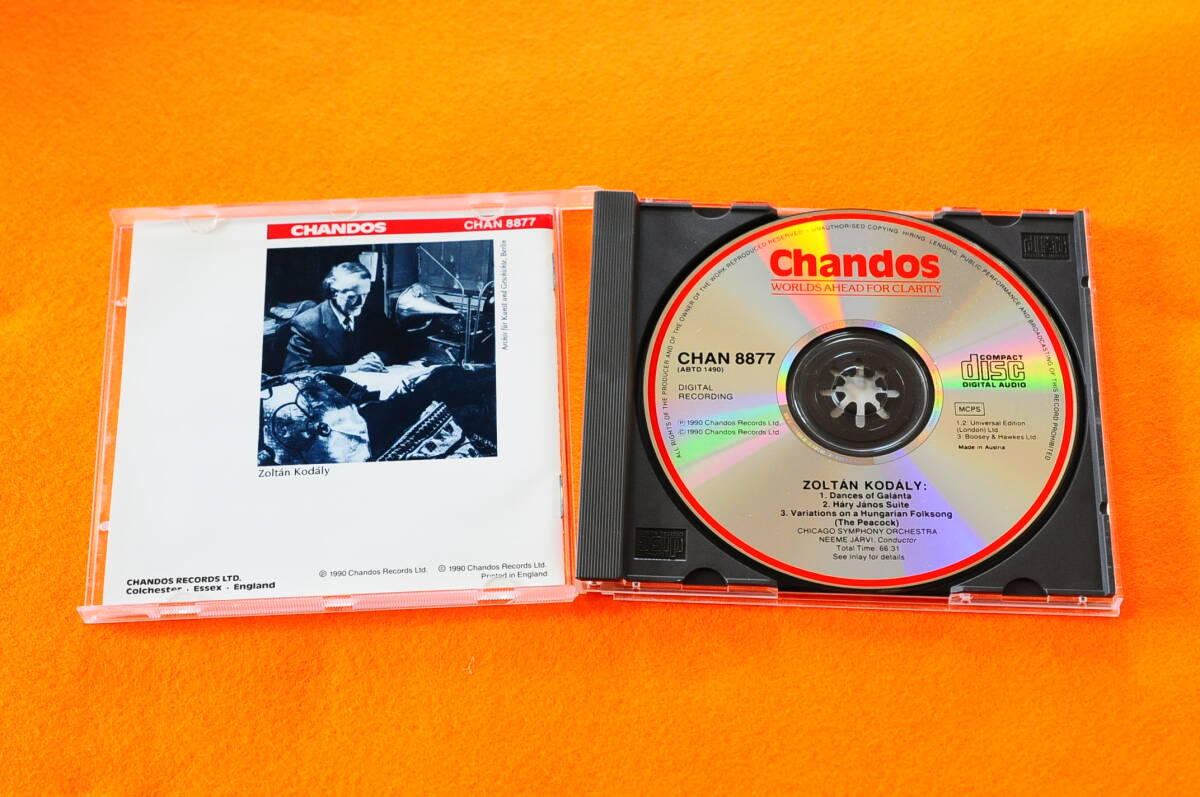 CHANDOS CHAN 8877
Archiv für Kunst und Geschichte, Berlin
Zoltán Kodály
CHANDOS RECORDS LTD.
Colchester · Essex · England
℗ 1990 Chandos Records Ltd. © 1990 Chandos Records Ltd.
Printed in England
ALL RIGHTS OF THE PRODUCER AND OF THE OWNER OF THE WORK REPRODUCED RESERVED · UNAUTHORISED COPYING, HIRING, LENDING, PUBLIC PERFORMANCE AND BROADCASTING OF THIS RECORD PROHIBITED
Chandos
WORLDS AHEAD FOR CLARITY
CHAN 8877
(ABTD 1490)
DIGITAL
RECORDING
℗ 1990 Chandos Records Ltd.
© 1990 Chandos Records Ltd.
COMPACT
disc
DIGITAL AUDIO
MCPS
1,2: Universal Edition
(London) Ltd
3: Boosey & Hawkes Ltd.
Made in Austria
ZOLTÁN KODÁLY:
1. Dances of Galánta
2. Háry János Suite
3. Variations on a Hungarian Folksong
(The Peacock)
CHICAGO SYMPHONY ORCHESTRA
NEEME JÄRVI, Conductor
Total Time: 66:31
See Inlay for details
disc
disc